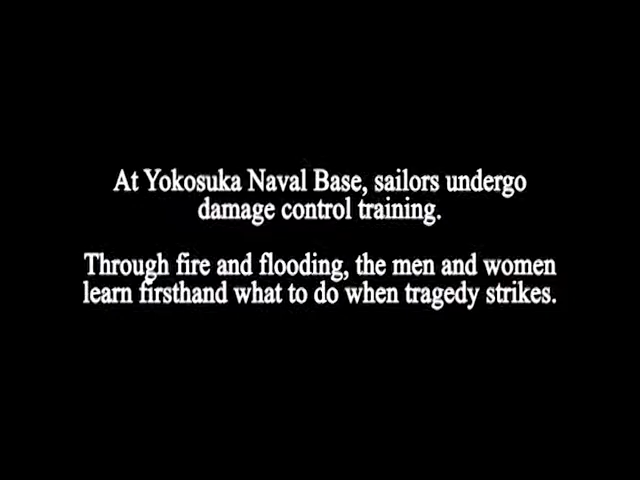 At Yokosuka Naval Base, sailors undergo
damage control training.
Through fire and flooding, the men and women
learn firsthand what to do when tragedy strikes.